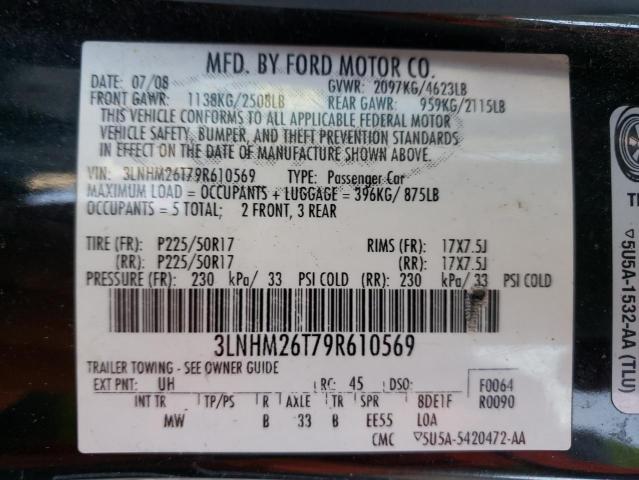 MFD. BY FORD MOTOR CO.
DATE: 07/08 GVWR: 2097KG/4623LB
FRONT GAWR: 1138KG/2508LB REAR GAWR: 959KG/2115LB
THIS VEHICLE CONFORMS TO ALL APPLICABLE FEDERAL MOTOR
VEHICLE SAFETY, BUMPER, AND THEFT PREVENTION STANDARDS
IN EFFECT ON THE DATE OF MANUFACTURE SHOWN ABOVE.
VIN: 3LNHM26T79R610569 TYPE: Passenger Car
MAXIMUM LOAD = OCCUPANTS + LUGGAGE = 396KG/ 875LB
OCCUPANTS = 5 TOTAL; 2 FRONT, 3 REAR
TIRE (FR): P225/50R17 RIMS (FR): 17X7.5J
(RR): P225/50R17 (RR): 17X7.5J
PRESSURE (FR): 230 kPa/ 33 PSI COLD (RR): 230 kPa/ 33 PSI COLD
3LNHM26T79R610569
TRAILER TOWING - SEE OWNER GUIDE
EXT PNT: UH RC: 45 DSO: F0064
INT TR TP/PS R AXLE TR SPR 8DE1F R0090
MW B 33 B EE55 LOA
CMC ▽5U5A-5420472-AA
▽5U5A-1532-AA (TLU)